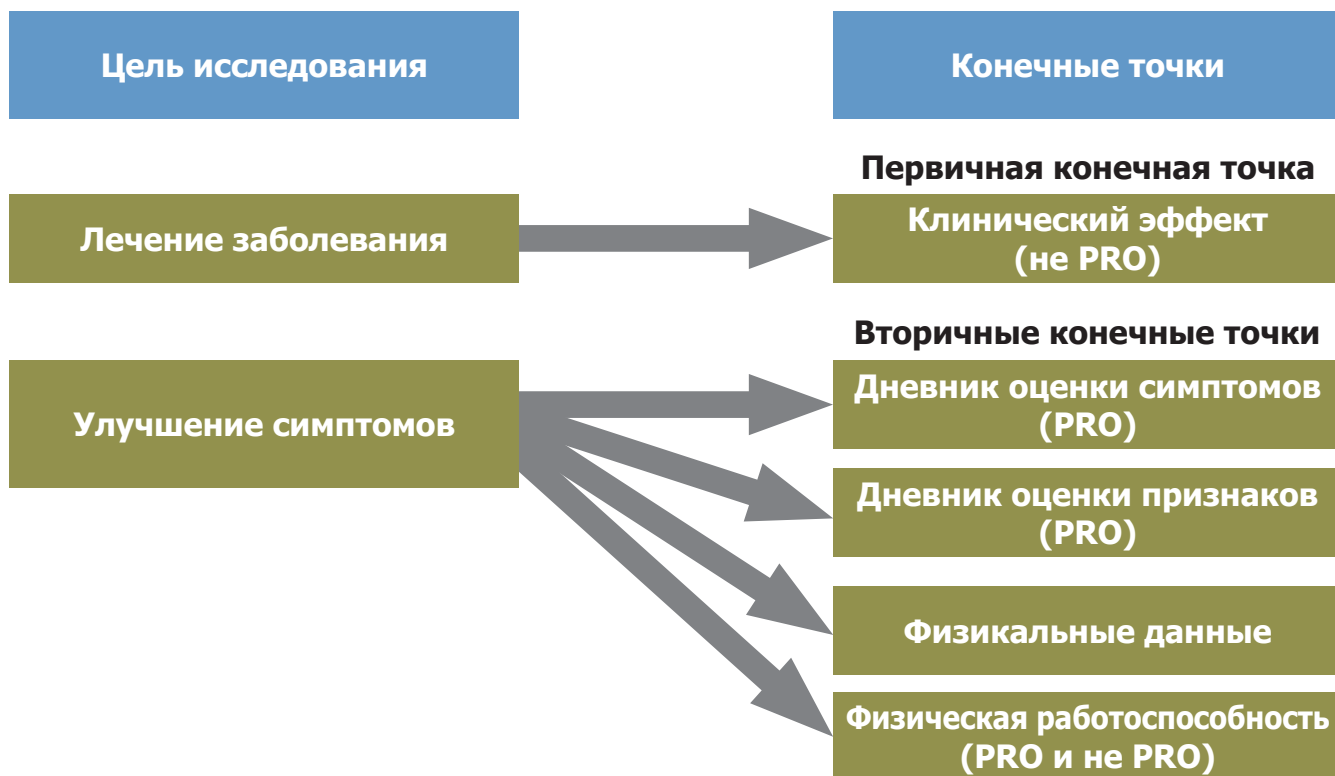 Цель исследования
Конечные точки
Первичная конечная точка
Лечение заболевания
Клинический эффект
(не PRO)
Вторичные конечные точки
Улучшение симптомов
Дневник оценки симптомов
(PRO)
Дневник оценки признаков
(PRO)
Физикальные данные
Физическая работоспособность
(PRO и не PRO)